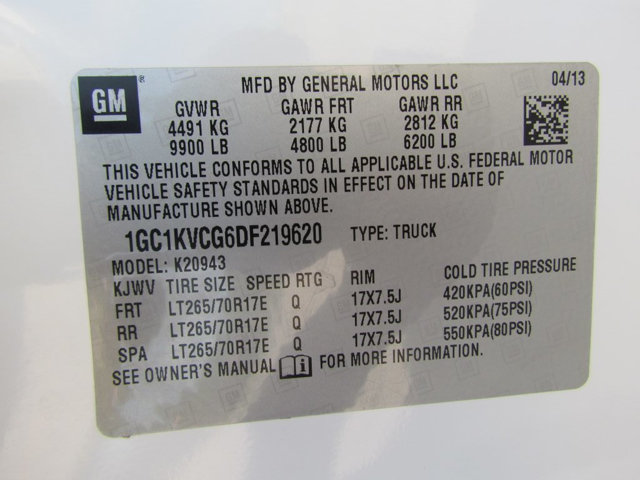 GM ® MFD BY GENERAL MOTORS LLC 04/13
GVWR GAWR FRT GAWR RR
4491 KG 2177 KG 2812 KG
9900 LB 4800 LB 6200 LB
THIS VEHICLE CONFORMS TO ALL APPLICABLE U.S. FEDERAL MOTOR
VEHICLE SAFETY STANDARDS IN EFFECT ON THE DATE OF
MANUFACTURE SHOWN ABOVE.
1GC1KVCG6DF219620 TYPE: TRUCK
MODEL: K20943
KJWV TIRE SIZE SPEED RTG RIM COLD TIRE PRESSURE
FRT LT265/70R17E Q 17X7.5J 420KPA(60PSI)
RR LT265/70R17E Q 17X7.5J 520KPA(75PSI)
SPA LT265/70R17E Q 17X7.5J 550KPA(80PSI)
SEE OWNER'S MANUAL FOR MORE INFORMATION.